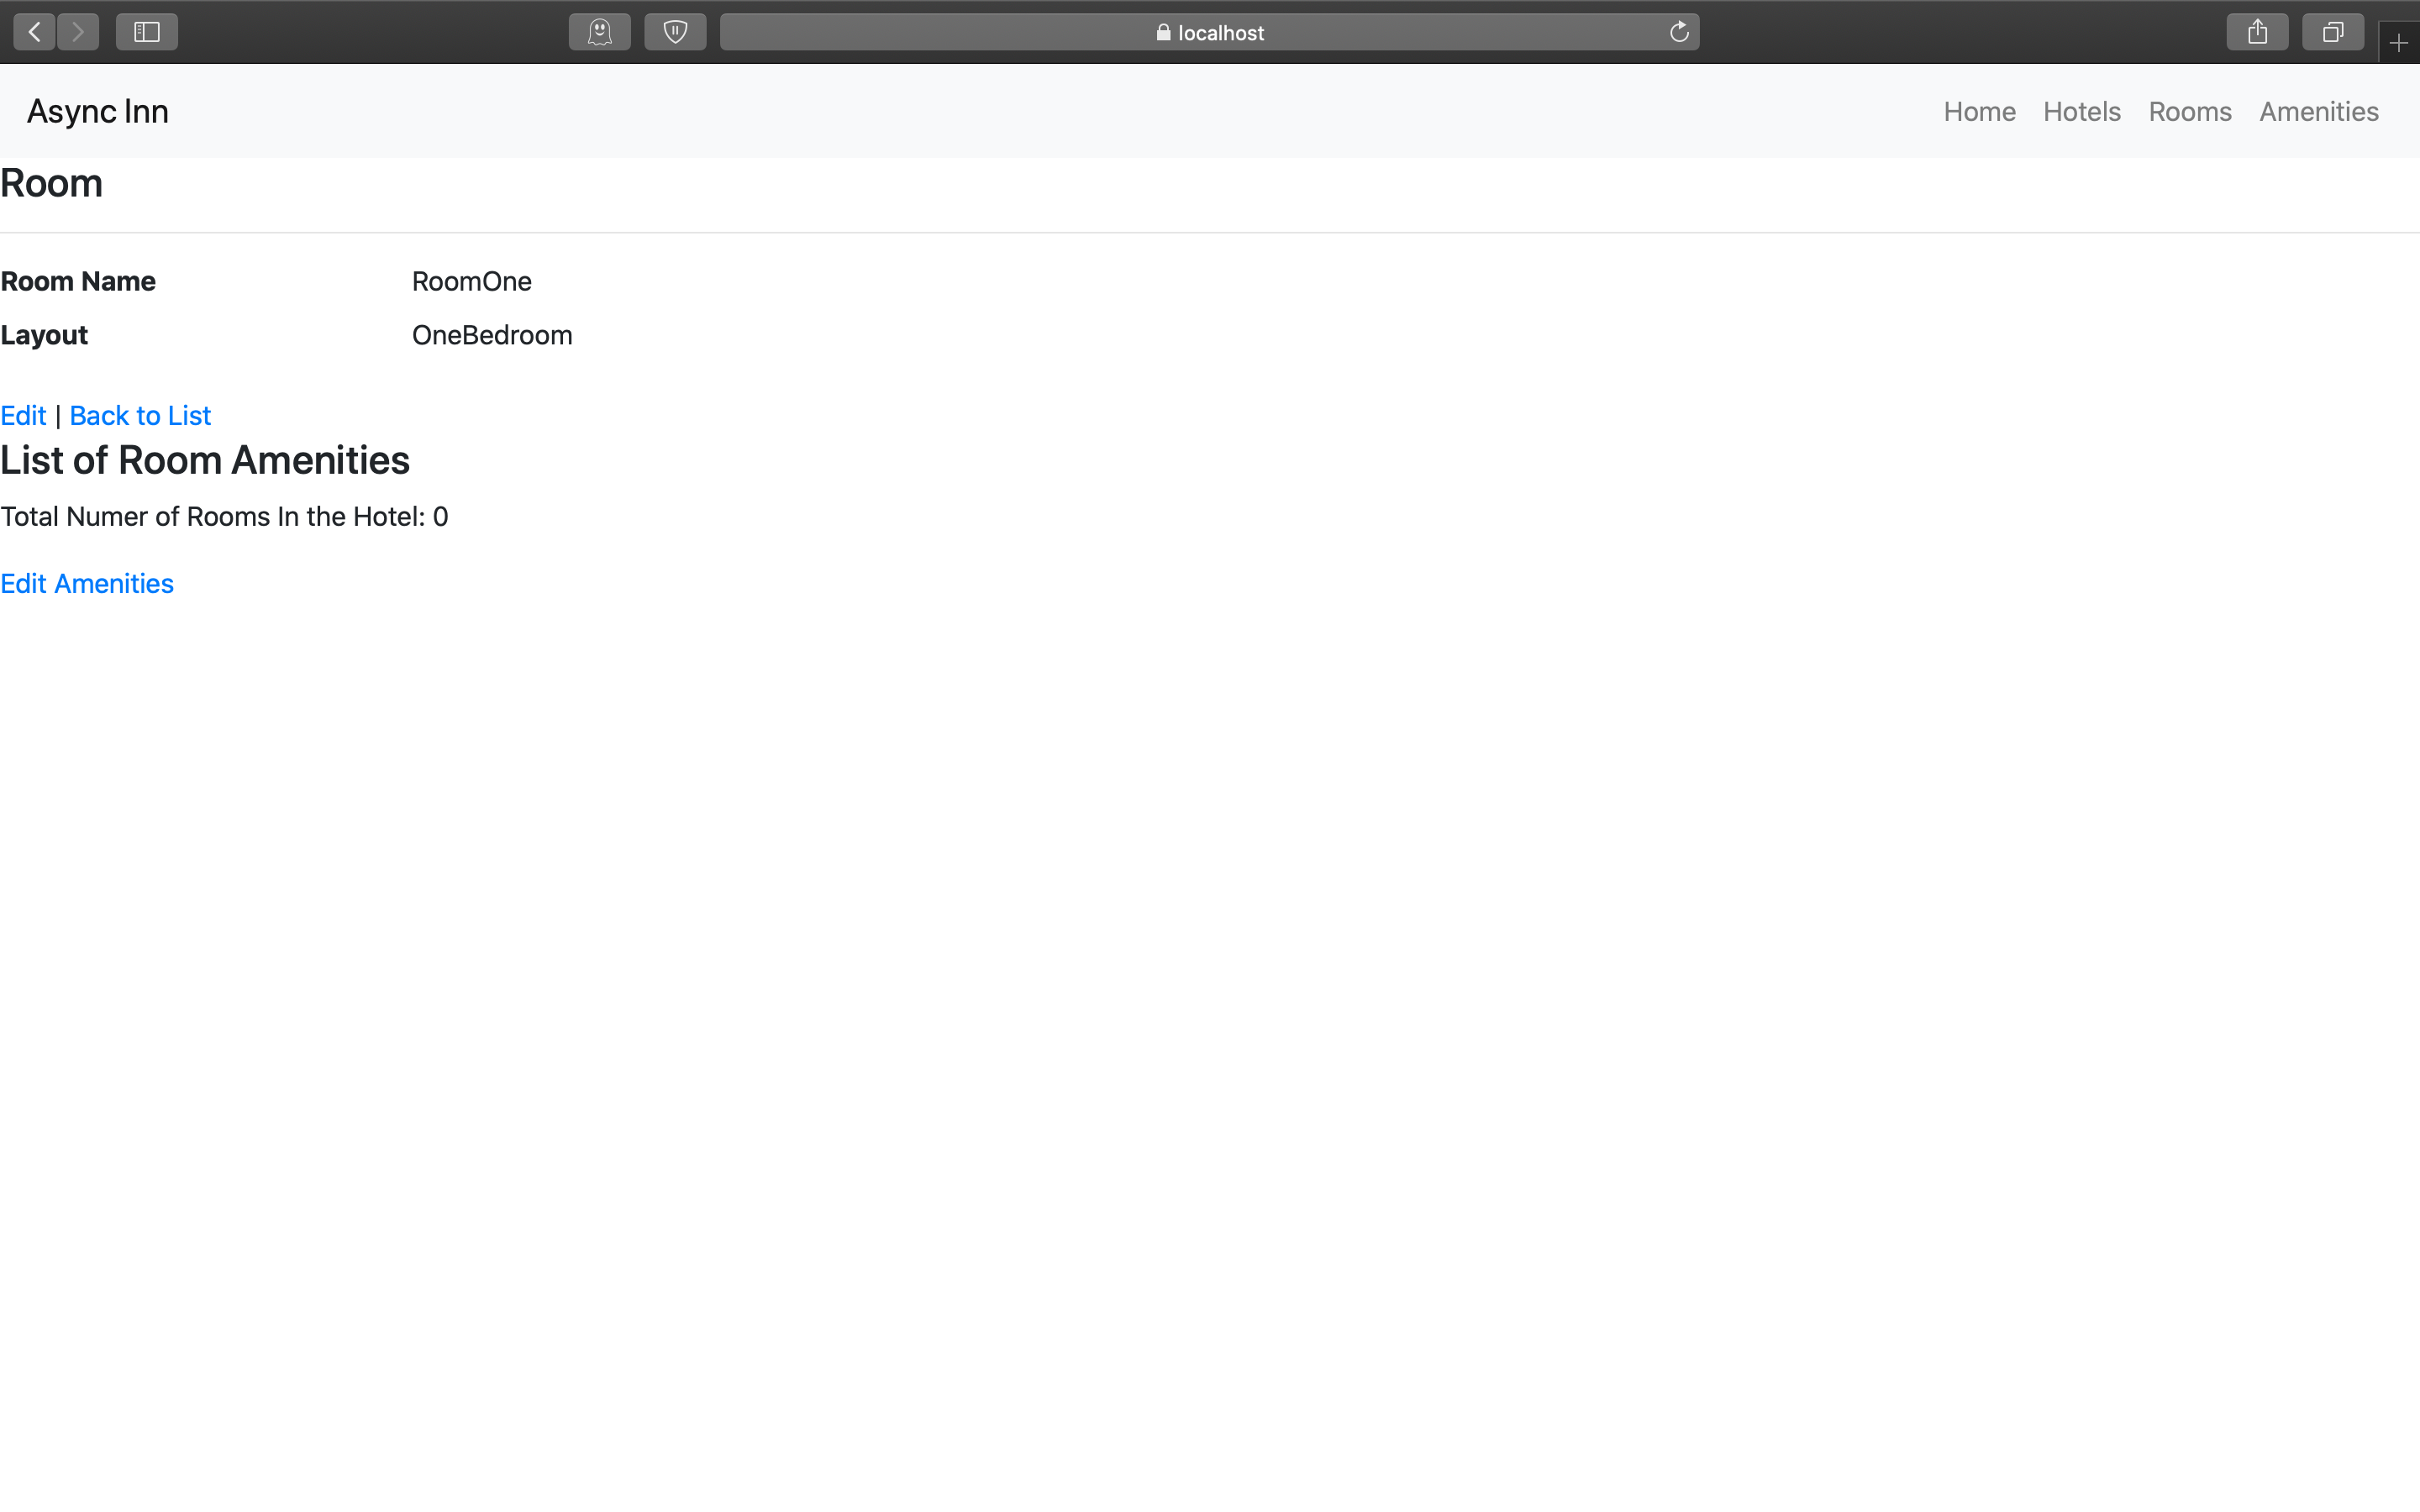 localhost
Async Inn
Home Hotels Rooms Amenities
Room
Room Name RoomOne
Layout OneBedroom
Edit | Back to List
List of Room Amenities
Total Numer of Rooms In the Hotel: 0
Edit Amenities